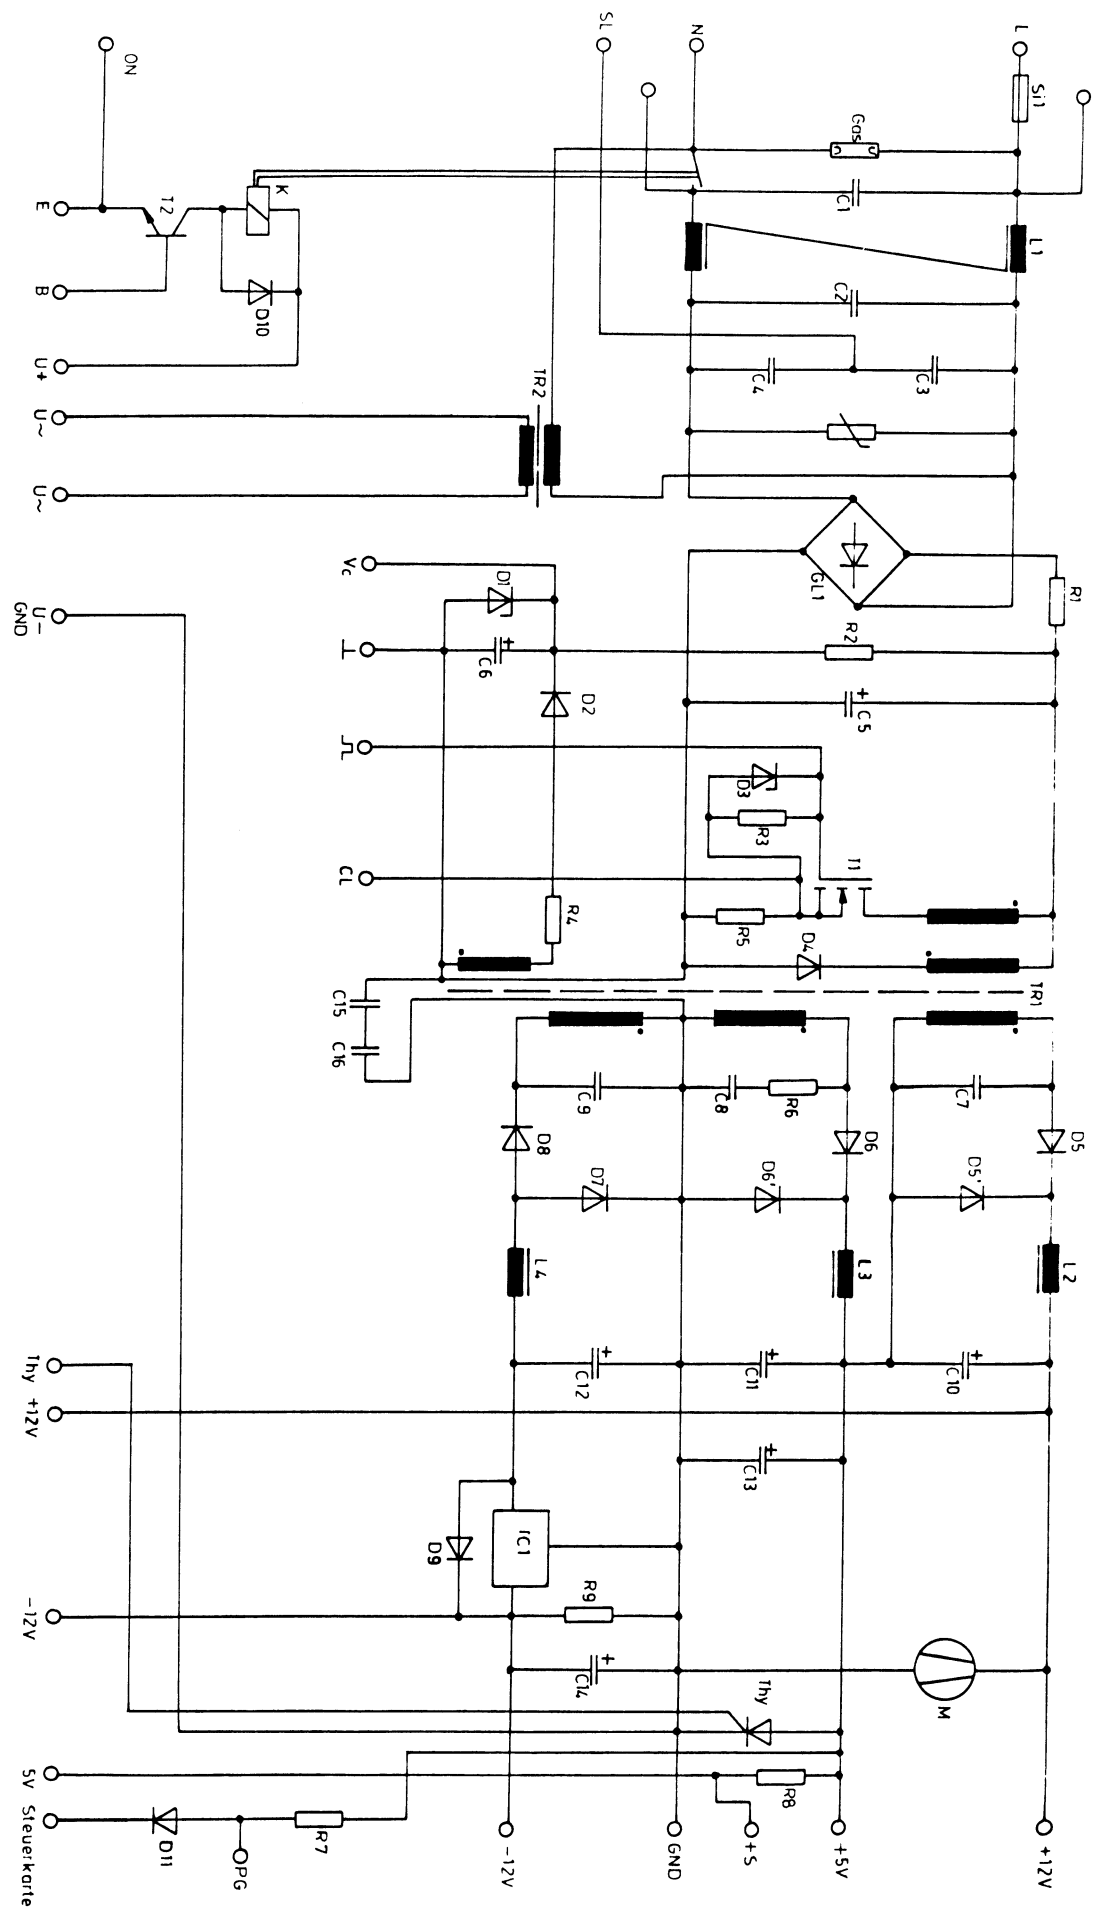 L
Si1
N
SL
ON
Gas
C1
L1
K
T2
E
B
D10
U+
C2
C3
C4
TR2
U~
U~
GL1
R1
Vc
D1
U-
GND
R2
C6
D2
C5
D3
R3
T1
CL
R4
R5
D4
TR1
C15
C16
C9
C8
R6
C7
D8
D6
D5
D7
D6'
D5'
L4
L3
L2
Thy
+12V
C12
C11
C10
C13
IC1
D9
-12V
R9
C14
M
Thy
5V
R8
Steuerkarte
D11
PG
R7
-12V
GND
+S
+5V
+12V